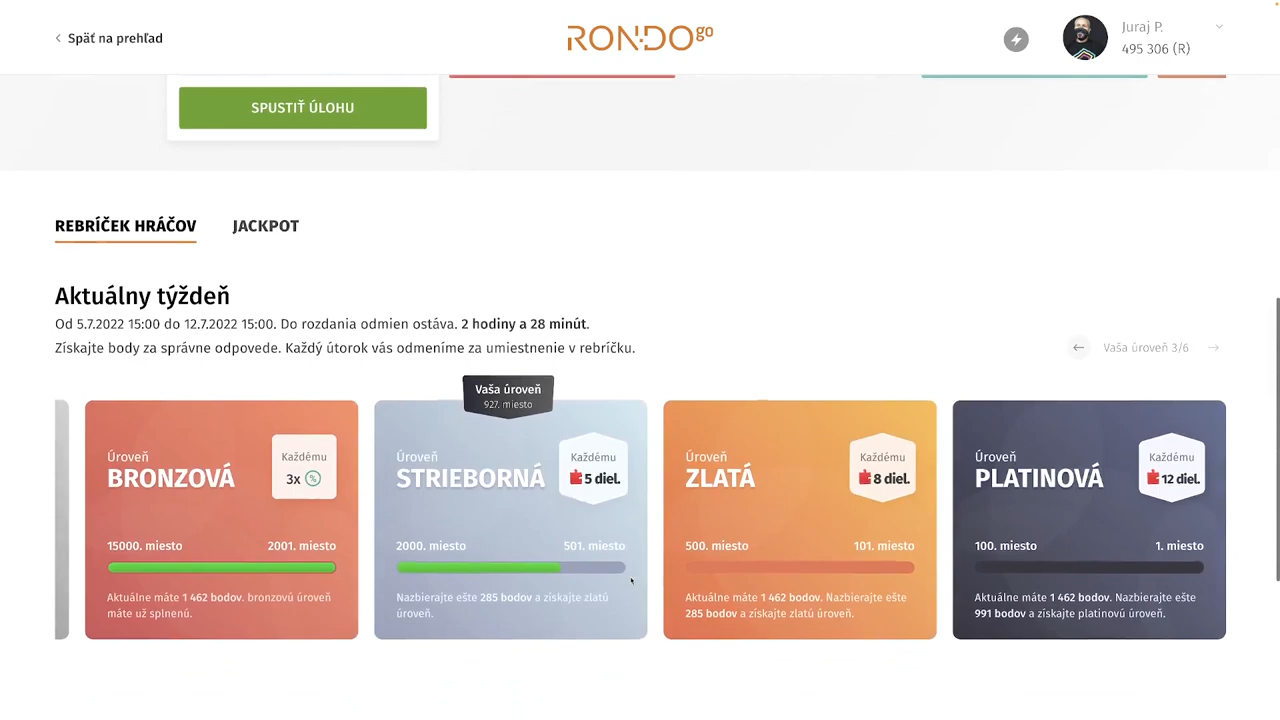 Späť na prehľad
RONDO go
Juraj P.
495 306 (R)
SPUSTIŤ ÚLOHU
REBRÍČEK HRÁČOV
JACKPOT
Aktuálny týždeň
Od 5.7.2022 15:00 do 12.7.2022 15:00. Do rozdania odmien ostáva. 2 hodiny a 28 minút.
Získajte body za správne odpovede. Každý útorok vás odmeníme za umiestnenie v rebríčku.
Vaša úroveň 3/6
Úroveň
BRONZOVÁ
Každému
3x %
15000. miesto
2001. miesto
Aktuálne máte 1 462 bodov. bronzovú úroveň
máte už splnenú.
Vaša úroveň
927. miesto
Úroveň
STRIEBORNÁ
Každému
5 diel.
2000. miesto
501. miesto
Nazbierajte ešte 285 bodov a získajte zlatú
úroveň.
Úroveň
ZLATÁ
Každému
8 diel.
500. miesto
101. miesto
Aktuálne máte 1 462 bodov. Nazbierajte ešte
285 bodov a získajte zlatú úroveň.
Úroveň
PLATINOVÁ
Každému
12 diel.
100. miesto
1. miesto
Aktuálne máte 1 462 bodov. Nazbierajte ešte
991 bodov a získajte platinovú úroveň.